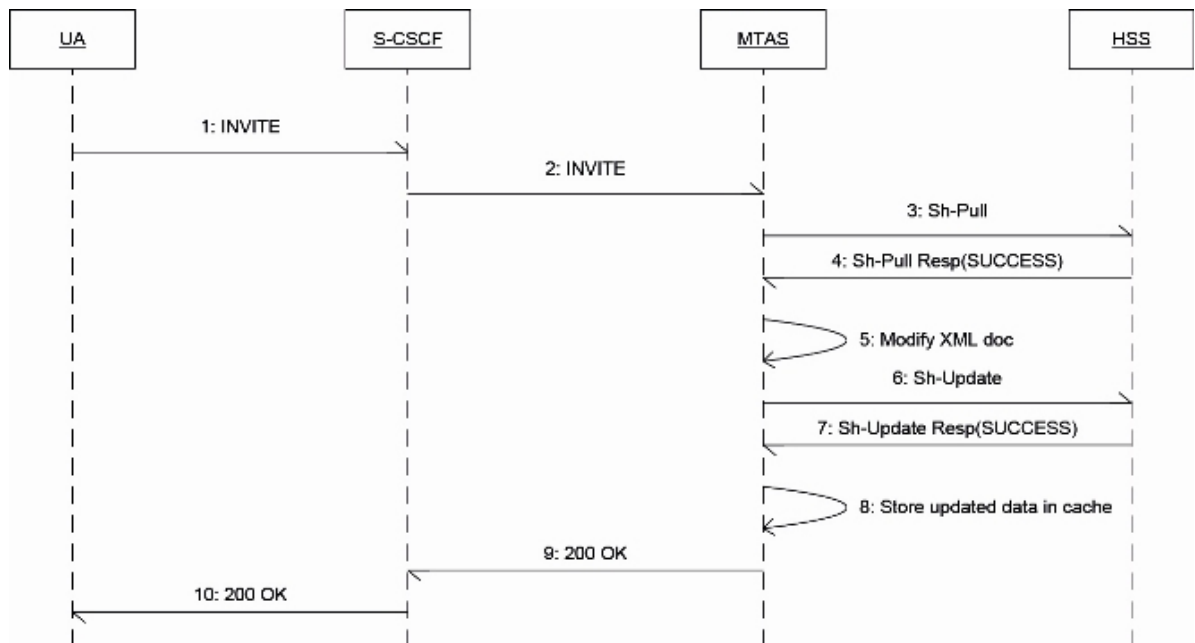 UA
S-CSCF
MTAS
HSS
1: INVITE
2: INVITE
3: Sh-Pull
4: Sh-Pull Resp(SUCCESS)
5: Modify XML doc
6: Sh-Update
7: Sh-Update Resp(SUCCESS)
8: Store updated data in cache
9: 200 OK
10: 200 OK